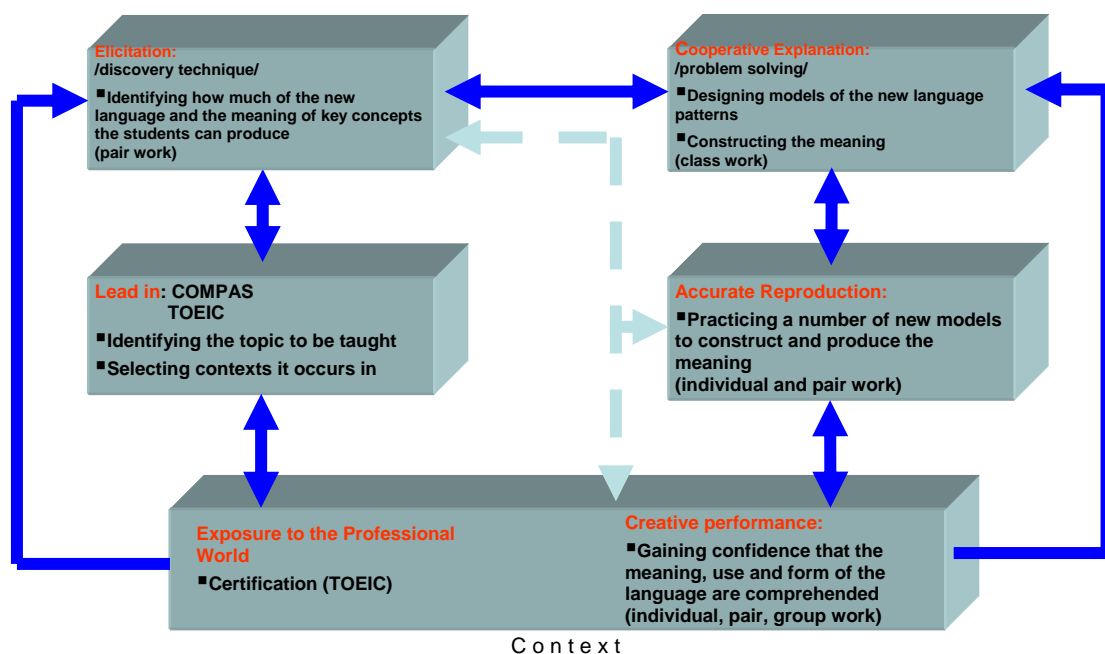 Elicitation:
/discovery technique/
▪Identifying how much of the new
language and the meaning of key concepts
the students can produce
(pair work)
Cooperative Explanation:
/problem solving/
▪Designing models of the new language
patterns
▪Constructing the meaning
(class work)
Lead in: COMPAS
TOEIC
▪Identifying the topic to be taught
▪Selecting contexts it occurs in
Accurate Reproduction:
▪Practicing a number of new models
to construct and produce the
meaning
(individual and pair work)
Exposure to the Professional
World
▪Certification (TOEIC)
Creative performance:
▪Gaining confidence that the
meaning, use and form of the
language are comprehended
(individual, pair, group work)
Context